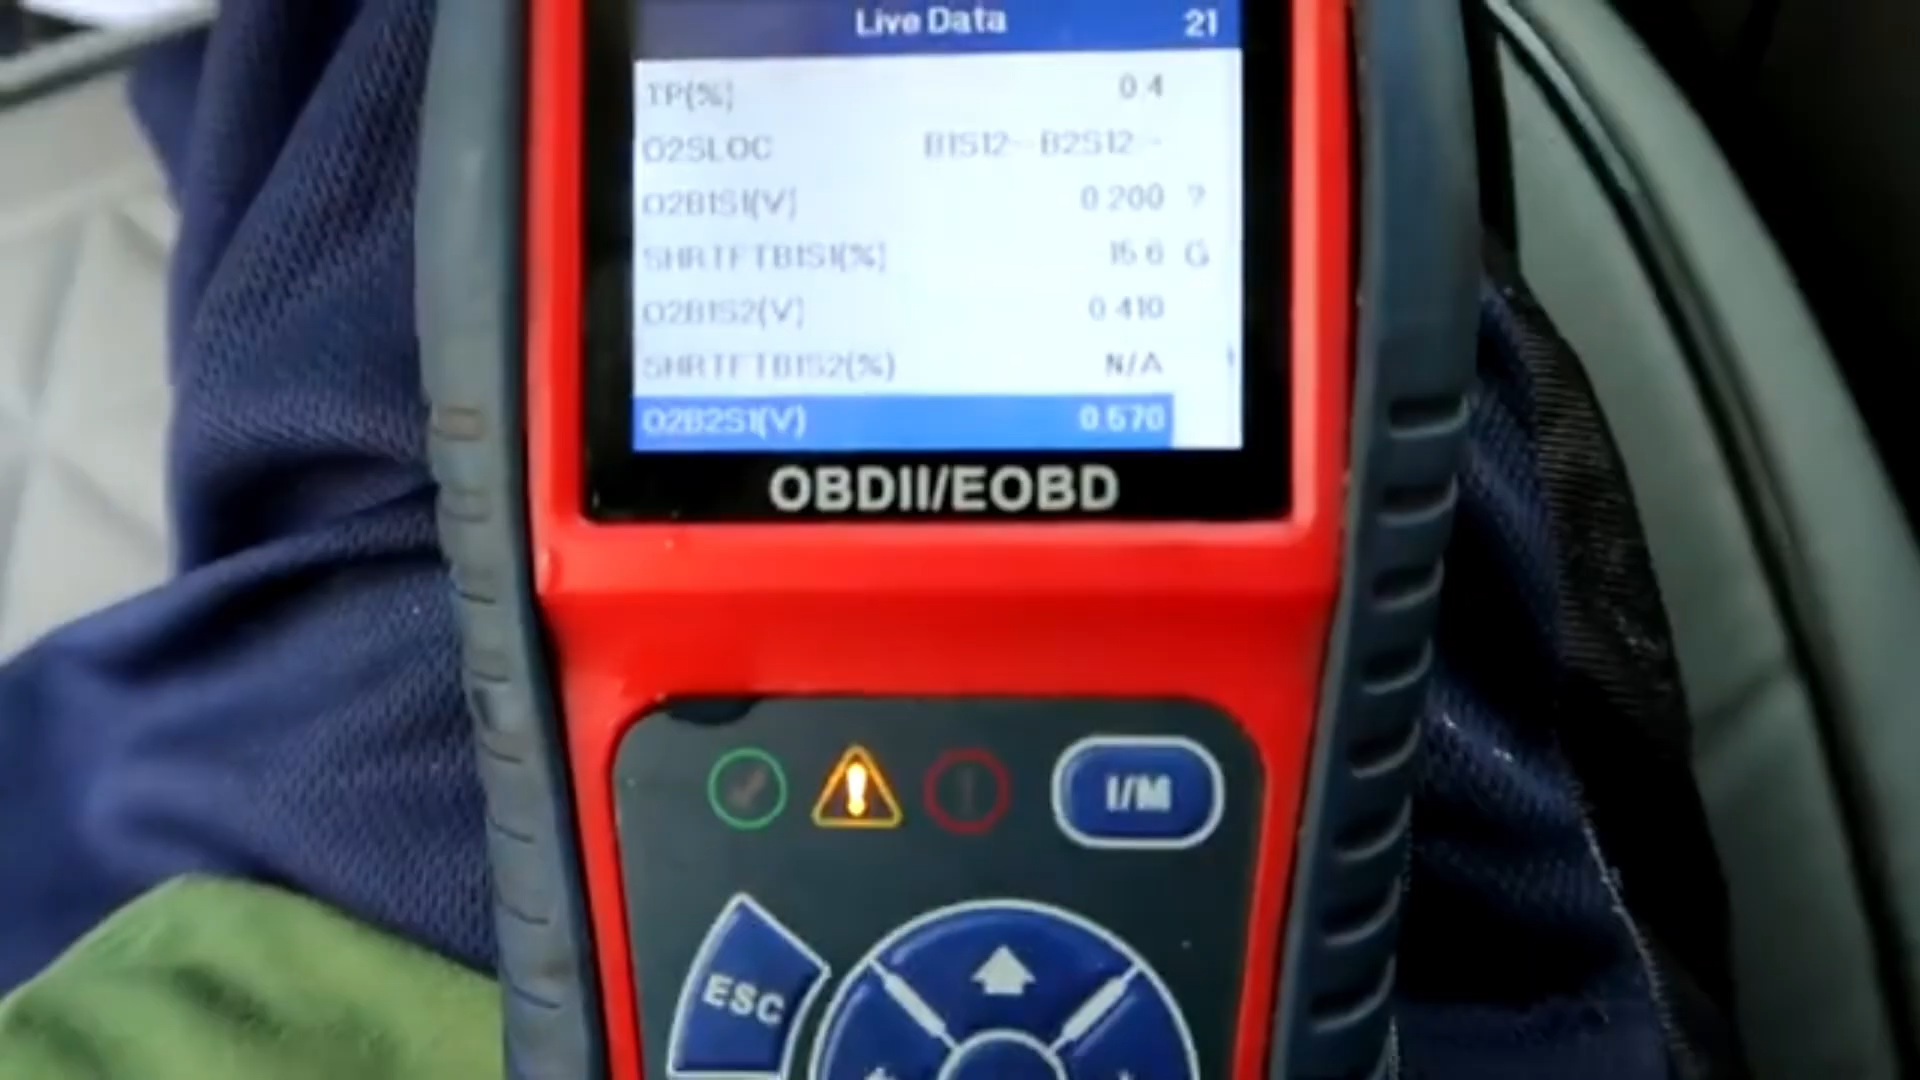 Live Data 21
TP(%) 0.4
O2SLOC B1S12-- B2S12--
O2B1S1(V) 0.200 ?
SHRTFTB1S1(%) 15.6 G
O2B1S2(V) 0.410
SHRTFTB1S2(%) N/A
O2B2S1(V) 0.570
OBDII/EOBD
I/M
ESC